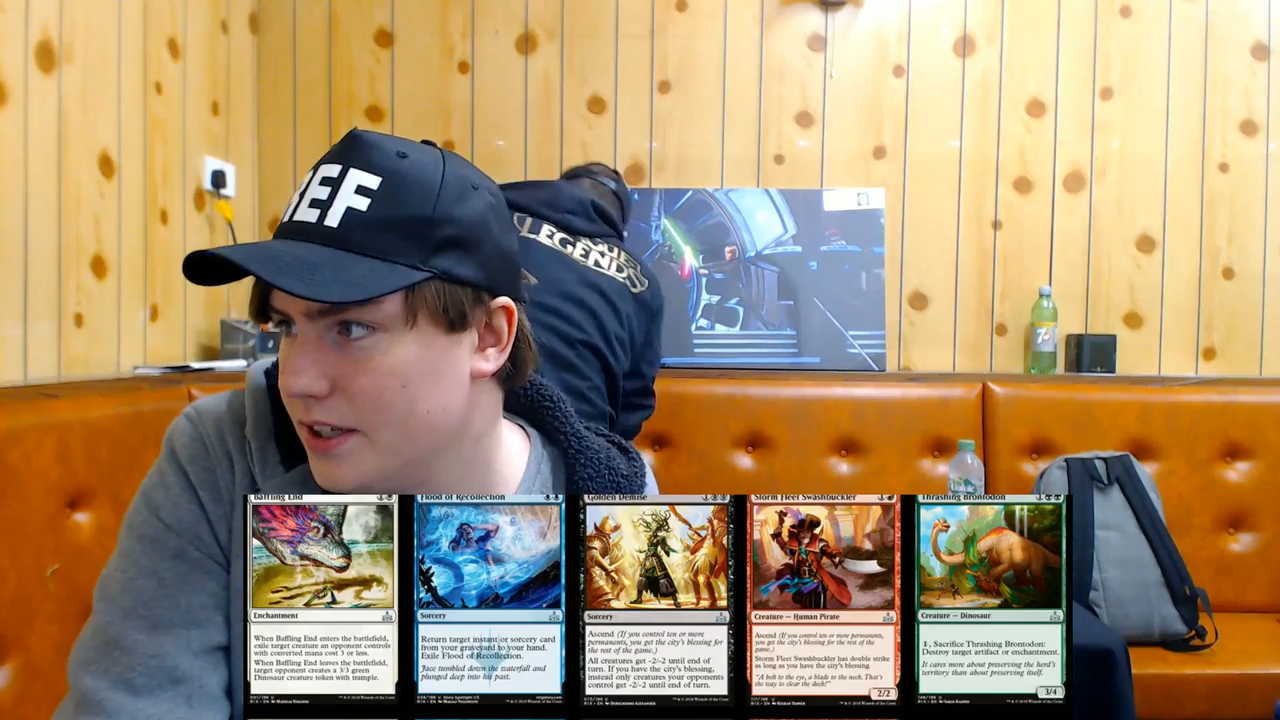 REF
LEGENDS
7
Baffling End
Enchantment
When Baffling End enters the battlefield,
exile target creature an opponent controls
with converted mana cost 3 or less.
When Baffling End leaves the battlefield,
target opponent creates a 3/3 green
Dinosaur creature token with trample.
Flood of Recollection
Sorcery
Return target instant or sorcery card
from your graveyard to your hand.
Exile Flood of Recollection.
Jace tumbled down the waterfall and
plunged deep into his past.
Golden Demise
Sorcery
Ascend (If you control ten or more
permanents, you get the city's blessing for
the rest of the game.)
All creatures get -2/-2 until end of
turn. If you have the city's blessing,
instead only creatures your opponents
control get -2/-2 until end of turn.
Storm Fleet Swashbuckler
Creature — Human Pirate
Ascend (If you control ten or more permanents,
you get the city's blessing for the rest of the
game.)
Storm Fleet Swashbuckler has double strike
as long as you have the city's blessing.
"A bolt to the eye, a blade to the neck. That's
the way to clear the deck!"
2/2
Thrashing Brontodon
Creature — Dinosaur
1, Sacrifice Thrashing Brontodon:
Destroy target artifact or enchantment.
It cares more about preserving the herd's
territory than about preserving itself.
3/4